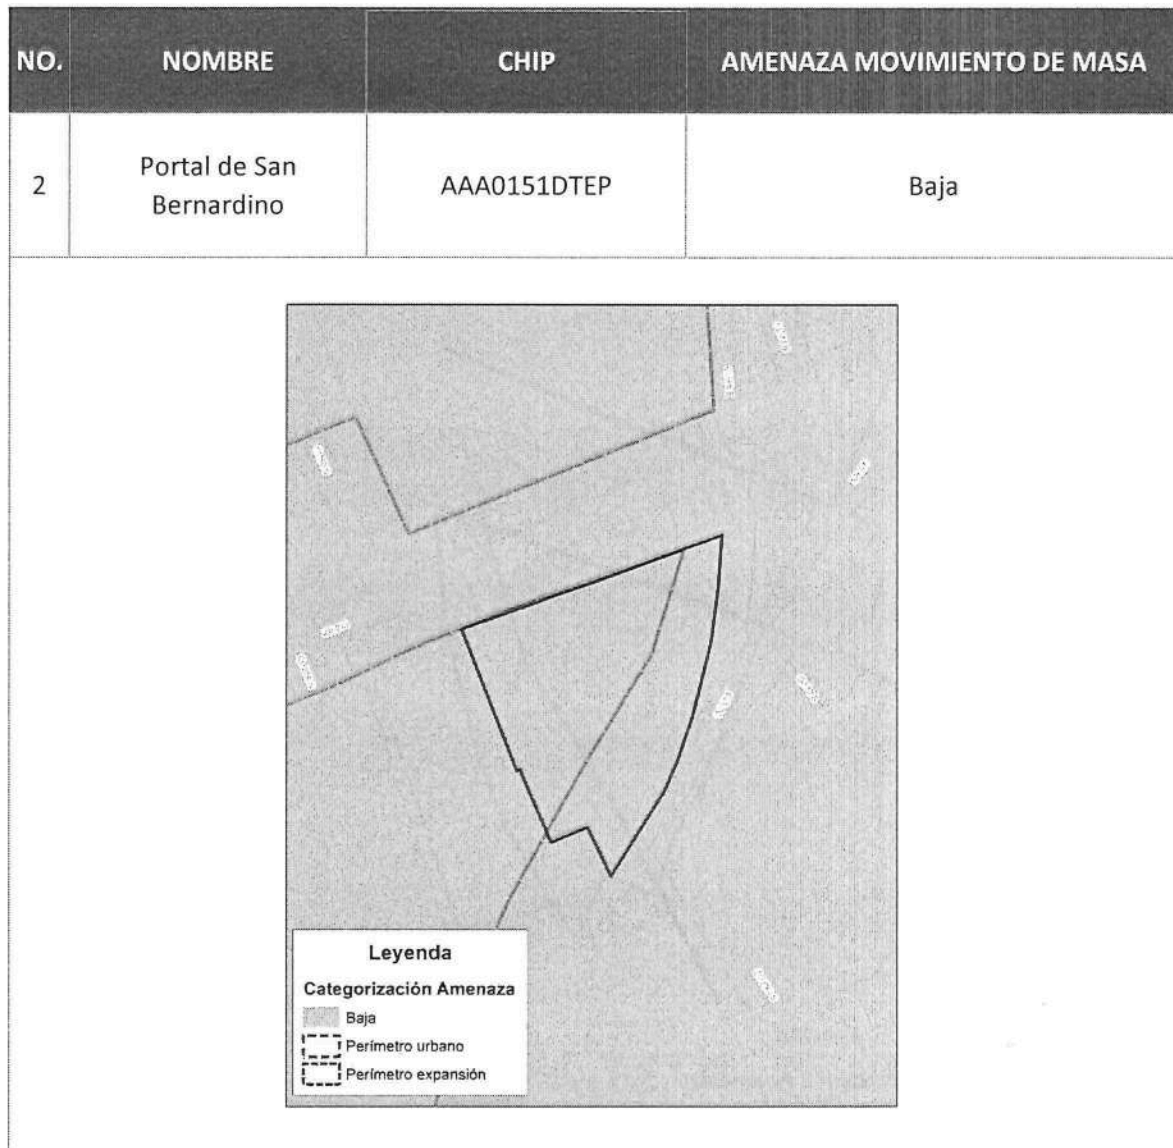 NO. NOMBRE CHIP AMENAZA MOVIMIENTO DE MASA
2 Portal de San Bernardino AAA0151DTEP Baja
Leyenda
Categorización Amenaza
Baja
Perímetro urbano
Perímetro expansión